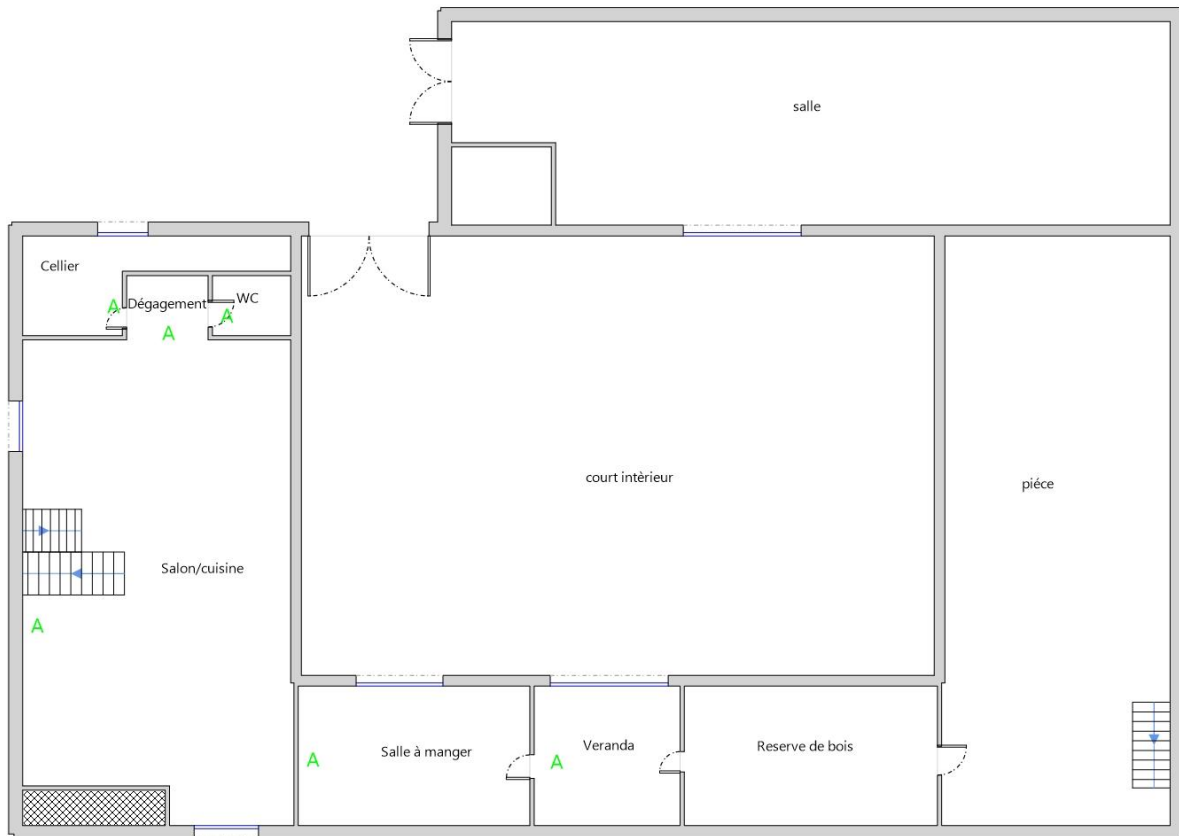 salle
Cellier
Dégagement
WC
A
A
A
court intèrieur
piéce
Salon/cuisine
A
Salle à manger
Veranda
Reserve de bois
A
A